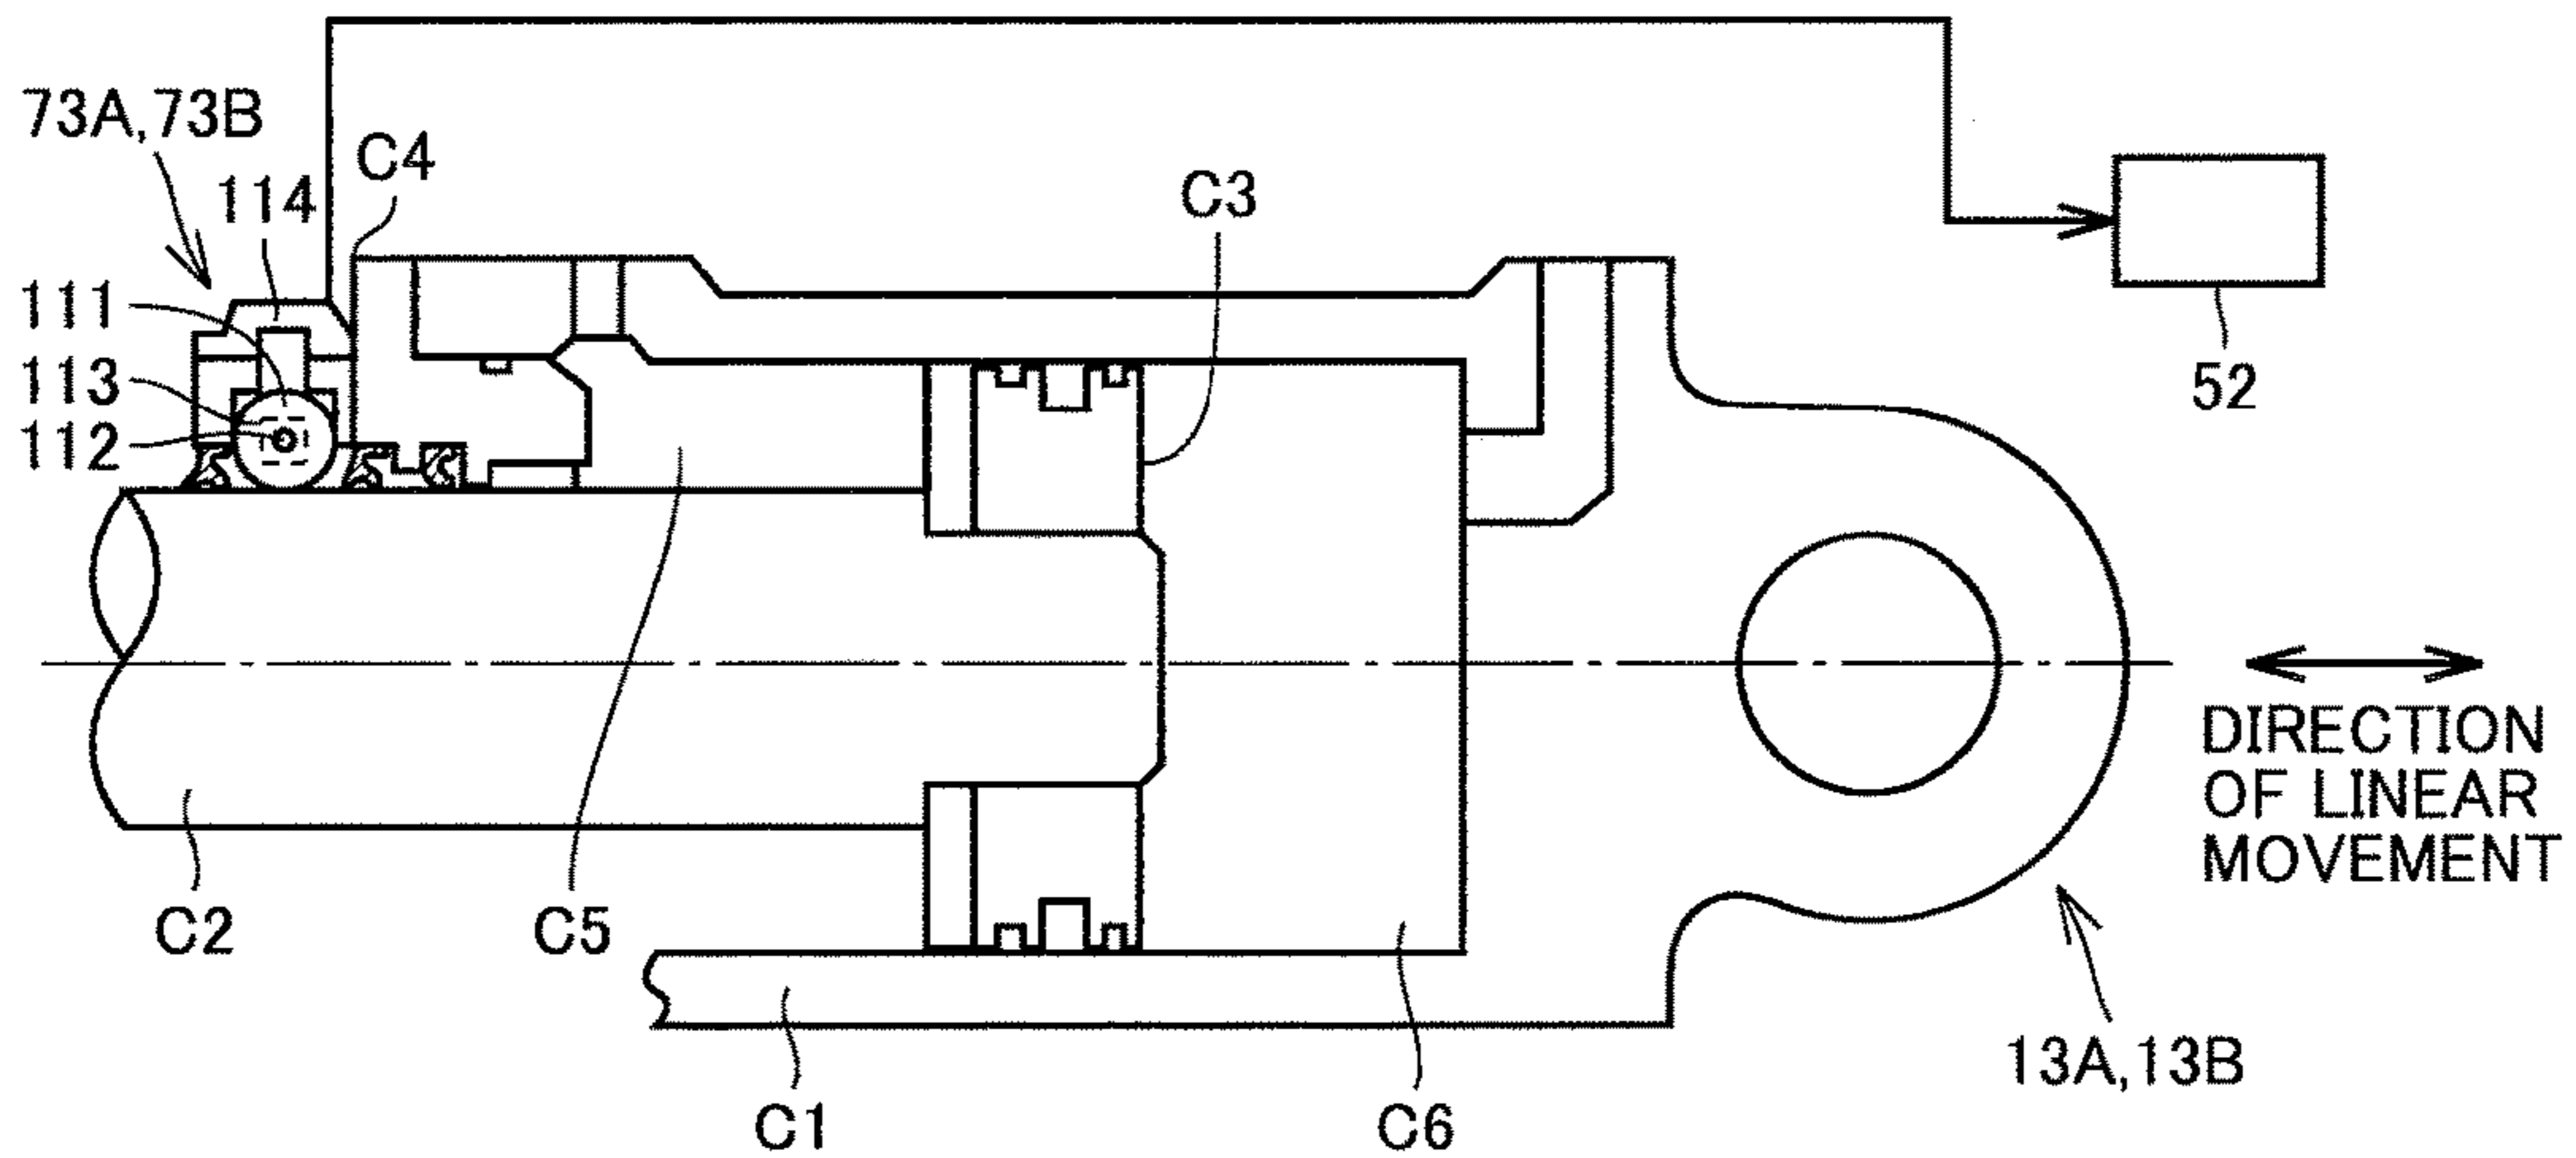 73A,73B
C4
114
C3
111
113
112
52
DIRECTION
OF LINEAR
MOVEMENT
C2
C5
13A,13B
C1
C6